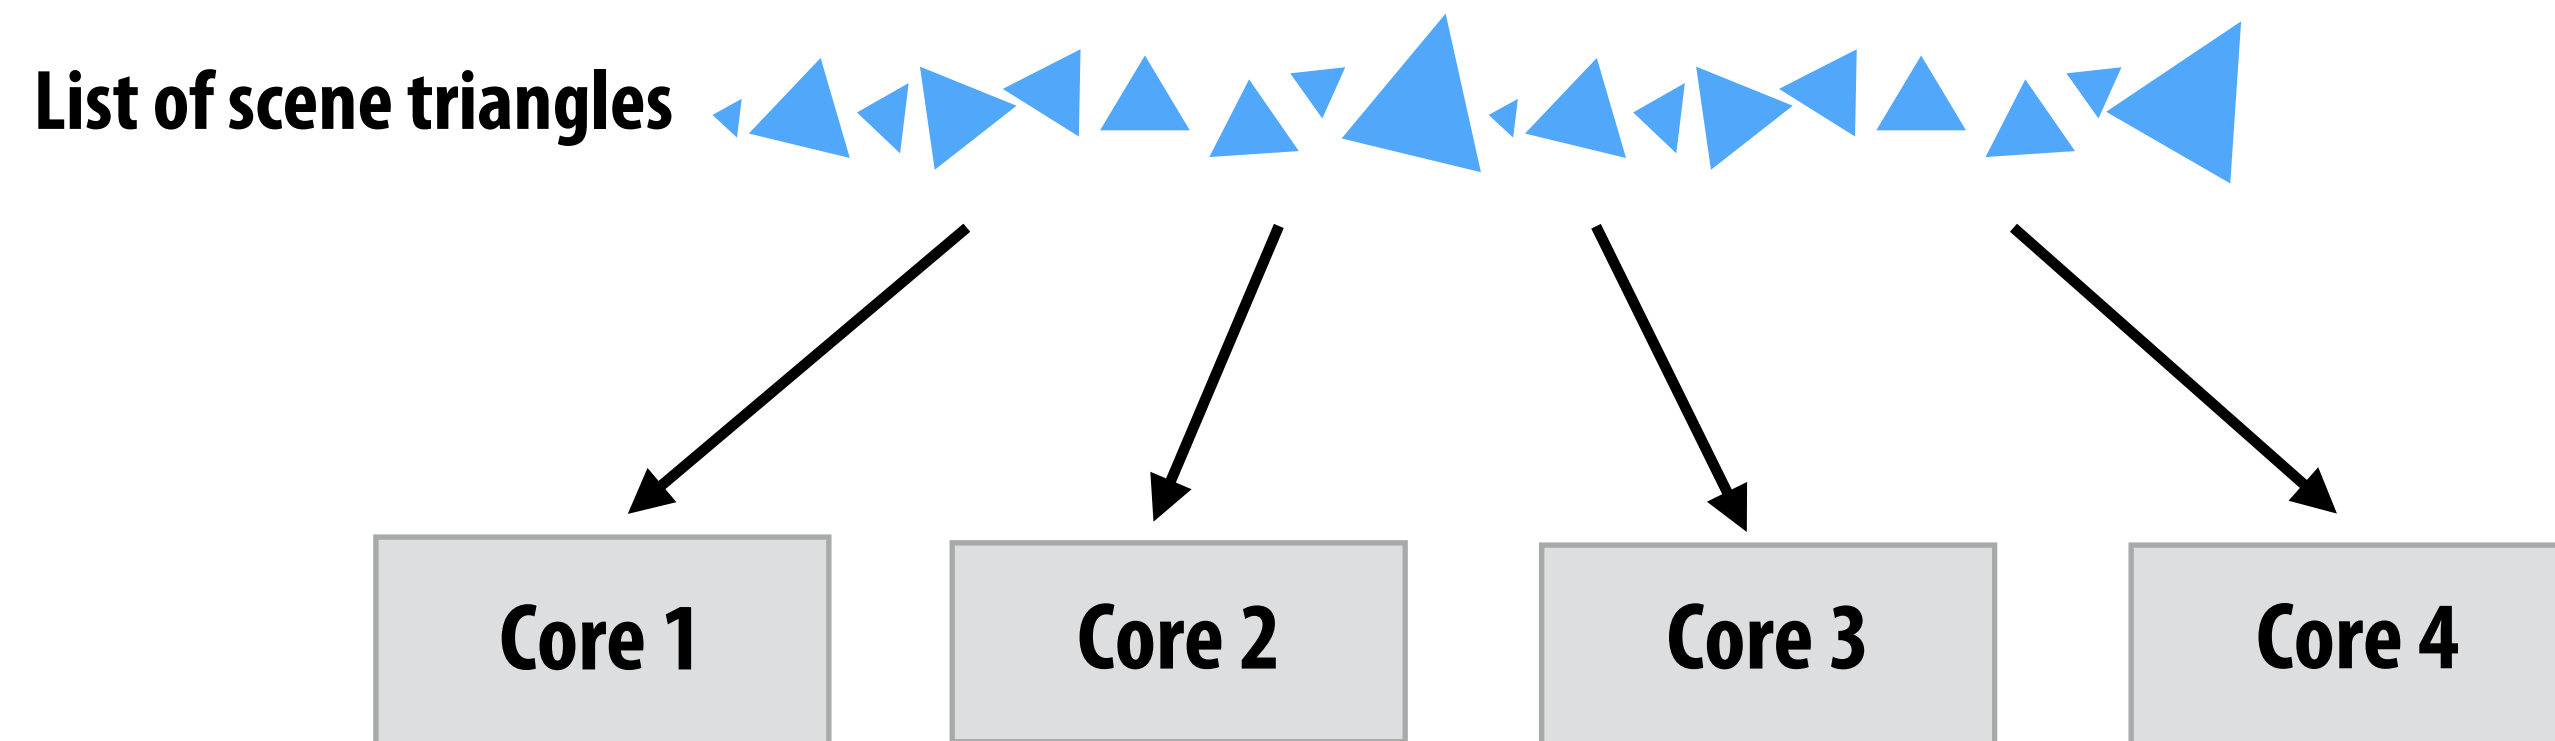 List of scene triangles
Core 1
Core 2
Core 3
Core 4